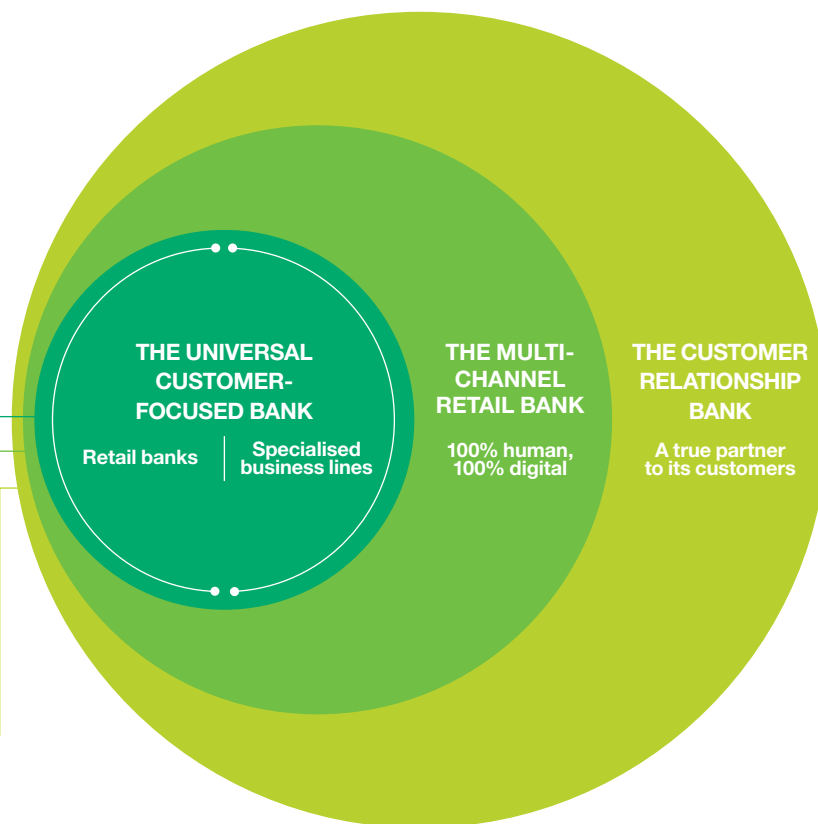 THE UNIVERSAL
CUSTOMER-
FOCUSED BANK
Retail banks
Specialised
business lines
THE MULTI-
CHANNEL
RETAIL BANK
100% human,
100% digital
THE CUSTOMER
RELATIONSHIP
BANK
A true partner
to its customers